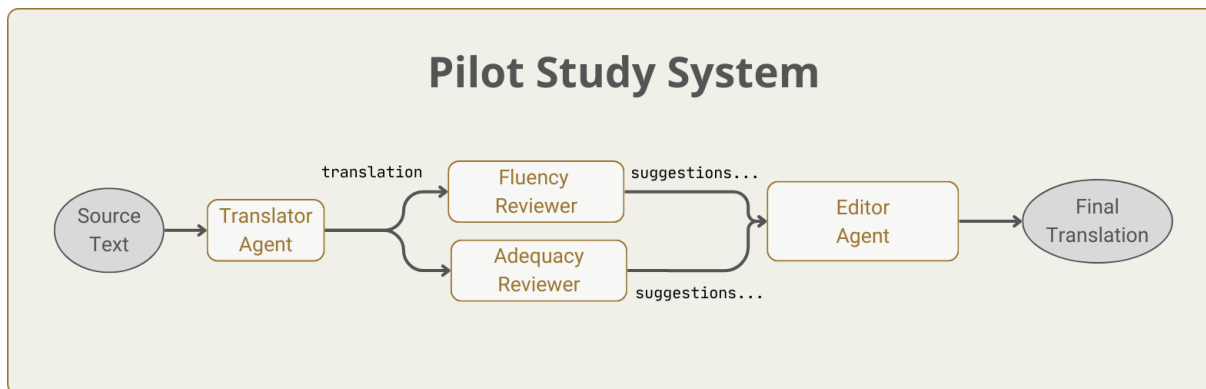 Pilot Study System
Source
Text
Translator
Agent
translation
Fluency
Reviewer
Adequacy
Reviewer
suggestions...
suggestions...
Editor
Agent
Final
Translation